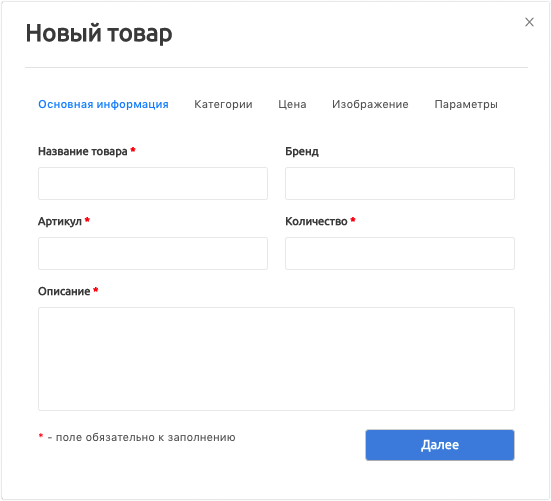 Новый товар
Основная информация Категории Цена Изображение Параметры
Название товара * Бренд
Артикул * Количество *
Описание *
* - поле обязательно к заполнению
Далее